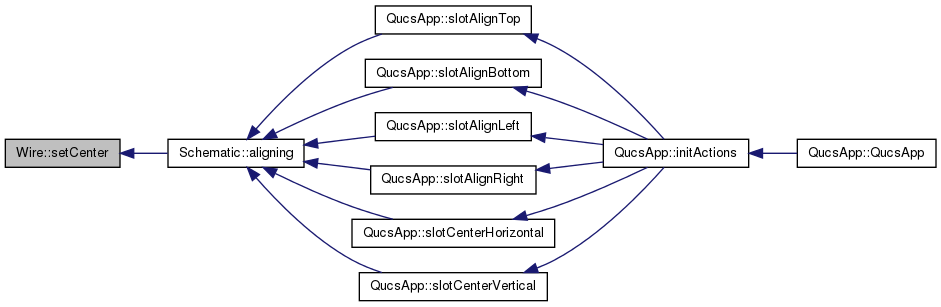 QucsApp::slotAlignTop
QucsApp::slotAlignBottom
QucsApp::slotAlignLeft
Wire::setCenter
Schematic::aligning
QucsApp::initActions
QucsApp::QucsApp
QucsApp::slotAlignRight
QucsApp::slotCenterHorizontal
QucsApp::slotCenterVertical